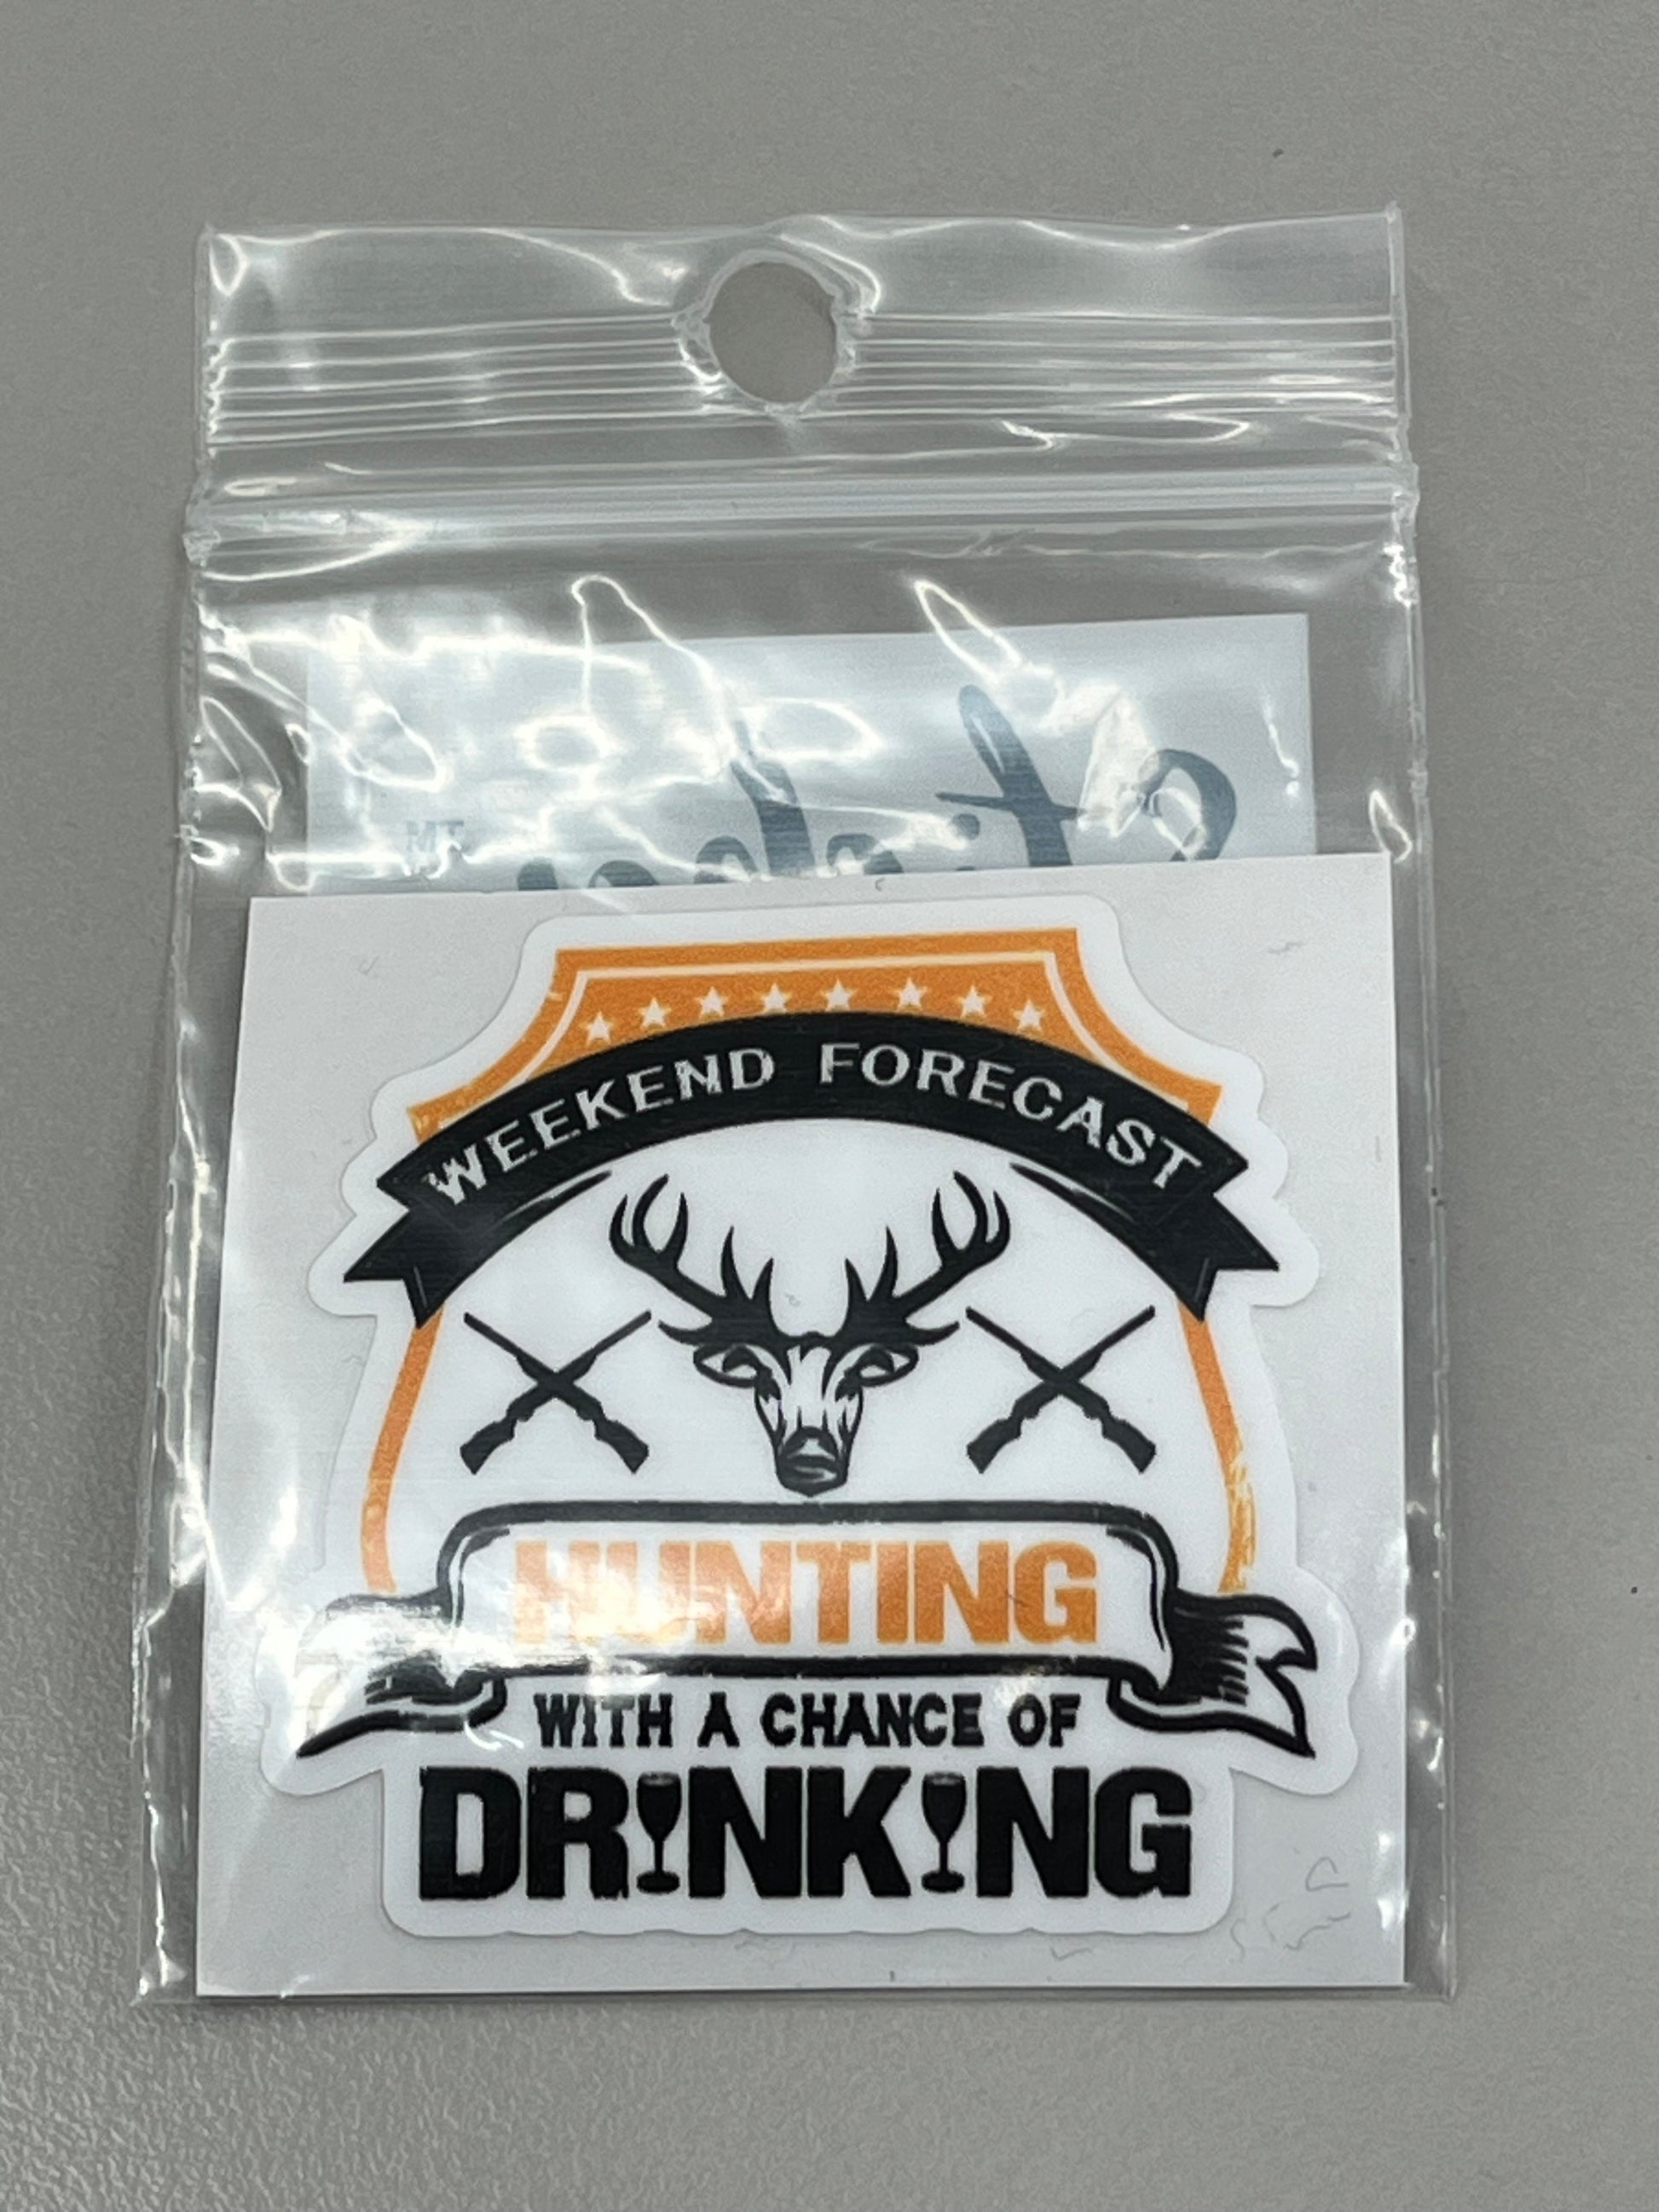 WEEKEND FORECAST
HUNTING
WITH A CHANCE OF
DRINKING